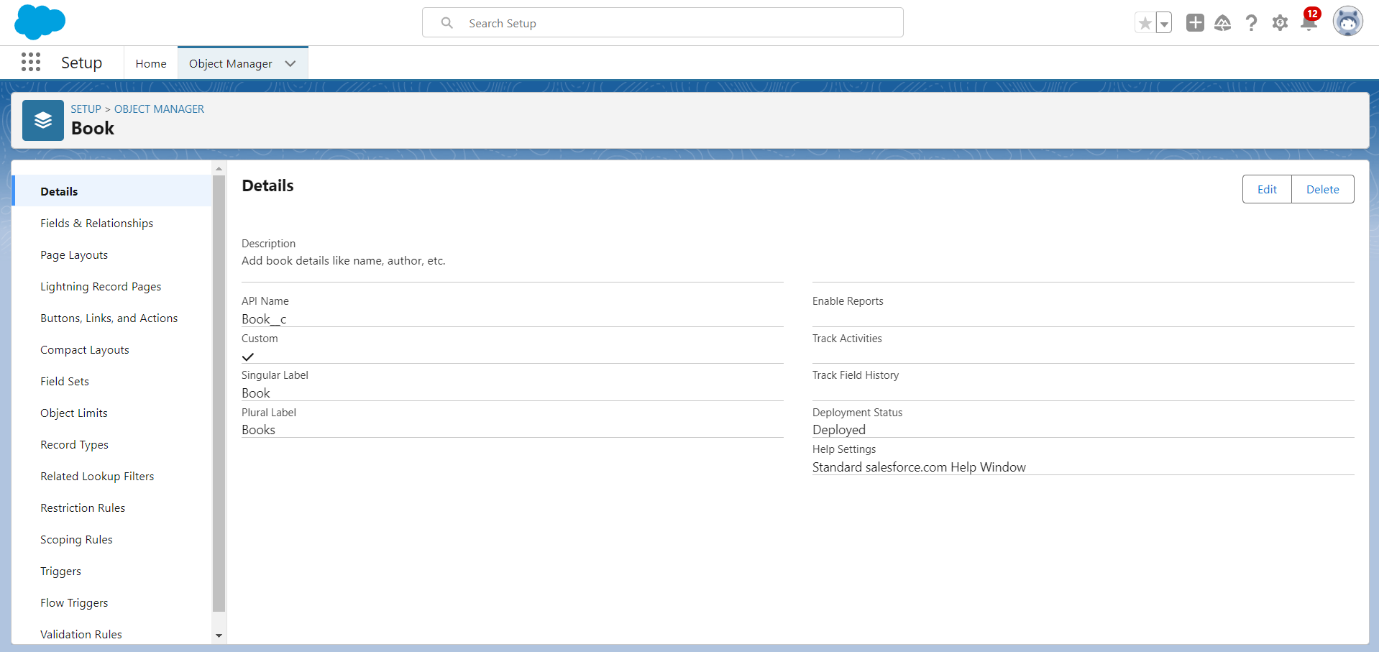 Search Setup
12
Setup
Home
Object Manager
SETUP > OBJECT MANAGER
Book
Details
Fields & Relationships
Page Layouts
Lightning Record Pages
Buttons, Links, and Actions
Compact Layouts
Field Sets
Object Limits
Record Types
Related Lookup Filters
Restriction Rules
Scoping Rules
Triggers
Flow Triggers
Validation Rules
Details
Edit
Delete
Description
Add book details like name, author, etc.
API Name
Book__c
Custom
Singular Label
Book
Plural Label
Books
Enable Reports
Track Activities
Track Field History
Deployment Status
Deployed
Help Settings
Standard salesforce.com Help Window